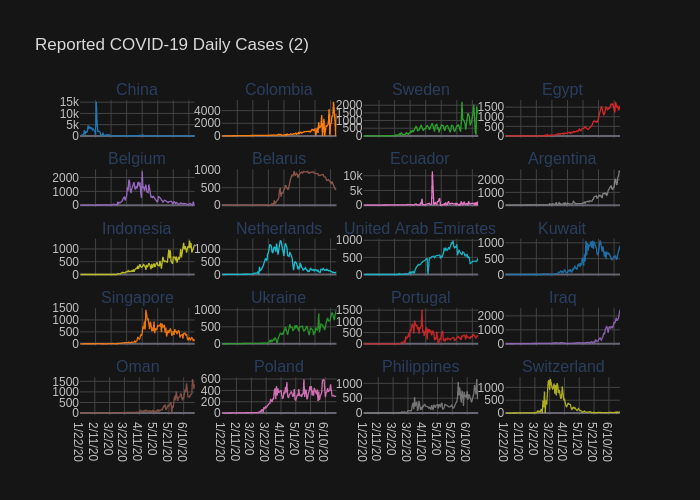 Reported COVID-19 Daily Cases (2)
China Colombia Sweden Egypt
15k 10k 5k 0
4000 2000 0
2000 1500 500 0
1500 1000 500 0
Belgium Belarus Ecuador Argentina
2000 1000 0
1000 500 0
10k 5k 0
2000 1000 0
Indonesia Netherlands United Arab Emirates Kuwait
1000 500 0
1000 500 0
1000 500 0
1000 500 0
Singapore Ukraine Portugal Iraq
1500 1000 500 0
1000 500 0
1500 1000 500 0
2000 1000 0
Oman Poland Philippines Switzerland
1500 1000 500 0
600 400 200 0
1000 500 0
1000 500 0
1/22/20 2/11/20 3/2/20 3/22/20 4/11/20 5/1/20 5/21/20 6/10/20
1/22/20 2/11/20 3/2/20 3/22/20 4/11/20 5/1/20 5/21/20 6/10/20
1/22/20 2/11/20 3/2/20 3/22/20 4/11/20 5/1/20 5/21/20 6/10/20
1/22/20 2/11/20 3/2/20 3/22/20 4/11/20 5/1/20 5/21/20 6/10/20